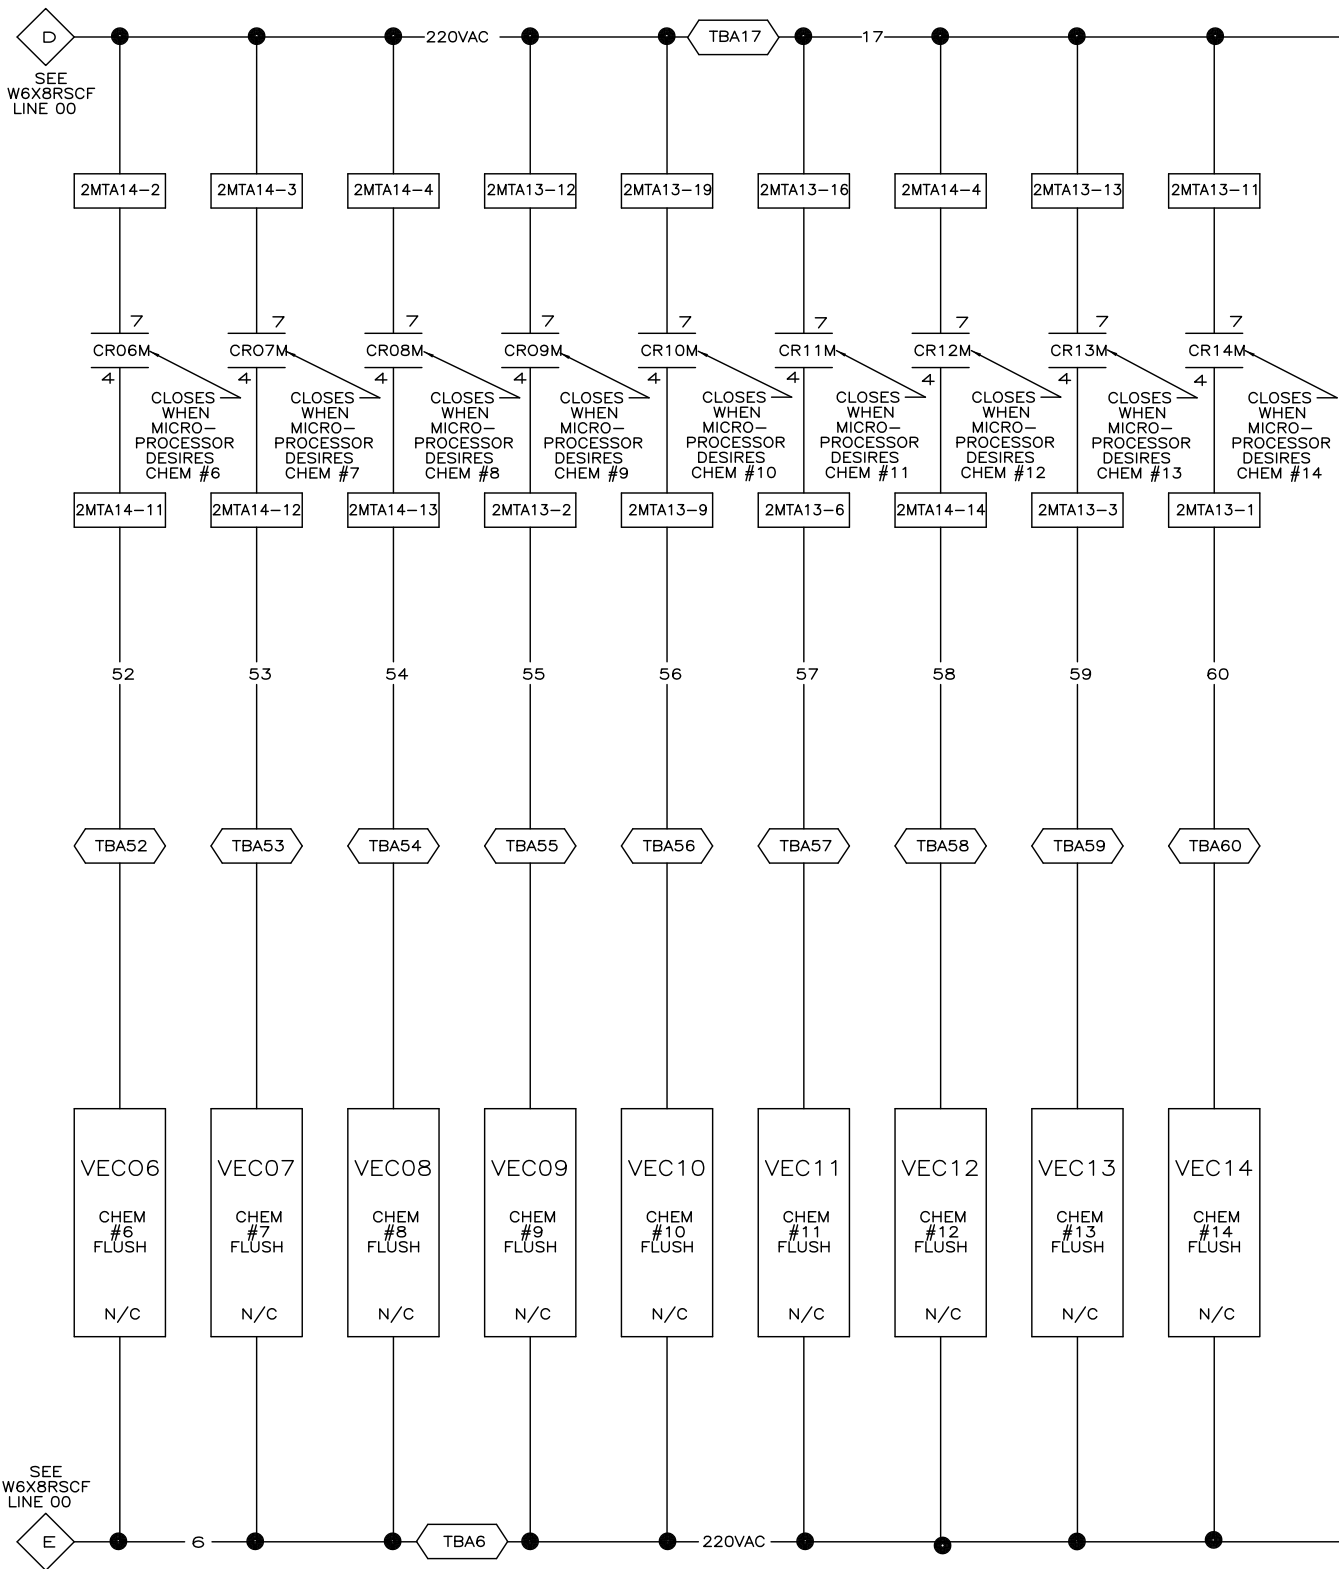 D
220VAC
TBA17
17
SEE
W6X8RSCF
LINE 00
2MTA14-2
2MTA14-3
2MTA14-4
2MTA13-12
2MTA13-19
2MTA13-16
2MTA14-4
2MTA13-13
2MTA13-11
7
7
7
7
7
7
7
7
7
CR06M
CR07M
CR08M
CR09M
CR10M
CR11M
CR12M
CR13M
CR14M
4
4
4
4
4
4
4
4
4
CLOSES
WHEN
MICRO-
PROCESSOR
DESIRES
CHEM #6
CLOSES
WHEN
MICRO-
PROCESSOR
DESIRES
CHEM #7
CLOSES
WHEN
MICRO-
PROCESSOR
DESIRES
CHEM #8
CLOSES
WHEN
MICRO-
PROCESSOR
DESIRES
CHEM #9
CLOSES
WHEN
MICRO-
PROCESSOR
DESIRES
CHEM #10
CLOSES
WHEN
MICRO-
PROCESSOR
DESIRES
CHEM #11
CLOSES
WHEN
MICRO-
PROCESSOR
DESIRES
CHEM #12
CLOSES
WHEN
MICRO-
PROCESSOR
DESIRES
CHEM #13
CLOSES
WHEN
MICRO-
PROCESSOR
DESIRES
CHEM #14
2MTA14-11
2MTA14-12
2MTA14-13
2MTA13-2
2MTA13-9
2MTA13-6
2MTA14-14
2MTA13-3
2MTA13-1
52
53
54
55
56
57
58
59
60
TBA52
TBA53
TBA54
TBA55
TBA56
TBA57
TBA58
TBA59
TBA60
VEC06
CHEM
#6
FLUSH
N/C
VEC07
CHEM
#7
FLUSH
N/C
VEC08
CHEM
#8
FLUSH
N/C
VEC09
CHEM
#9
FLUSH
N/C
VEC10
CHEM
#10
FLUSH
N/C
VEC11
CHEM
#11
FLUSH
N/C
VEC12
CHEM
#12
FLUSH
N/C
VEC13
CHEM
#13
FLUSH
N/C
VEC14
CHEM
#14
FLUSH
N/C
SEE
W6X8RSCF
LINE 00
E
6
TBA6
220VAC